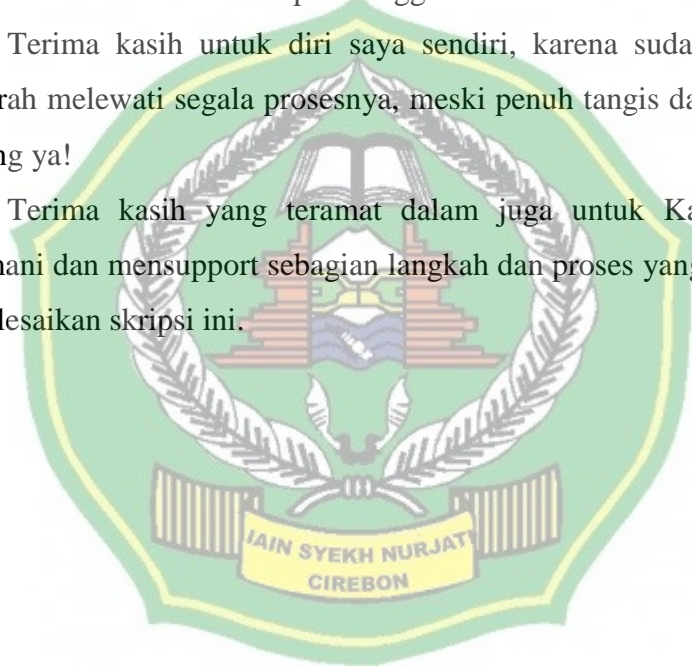 Terima kasih untuk diri saya sendiri, karena suda
rah melewati segala prosesnya, meski penuh tangis da
ng ya!
Terima kasih yang teramat dalam juga untuk Ka
nani dan mensupport sebagian langkah dan proses yang
lesaikan skripsi ini.
IAIN SYEKH NURJATI
CIREBON